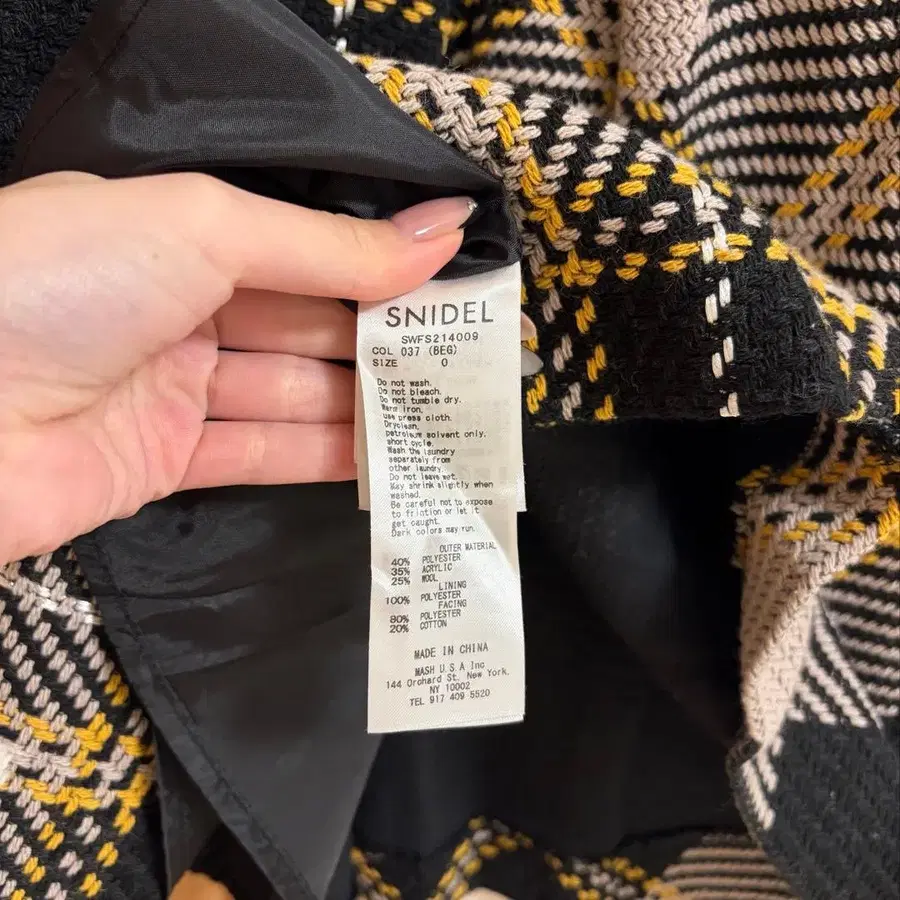 SNIDEL
SWFS214009
COL 037 (BEG)
SIZE 0
Do not wash.
Do not bleach.
Do not tumble dry.
Warm iron,
use press cloth.
Dryclean,
petroleum solvent only.
short cycle.
Wash the laundry
separately from
other laundry.
Do not leave wet.
May shrink slightly when
washed.
Be careful not to expose
to friction or let it
get caught.
Dark colors may run.
OUTER MATERIAL
40% POLYESTER
35% ACRYLIC
25% WOOL
LINING
100% POLYESTER
FACING
80% POLYESTER
20% COTTON
MADE IN CHINA
MASH U.S.A Inc
144 Orchard St. New York.
NY 10002
TEL 917 409 5520